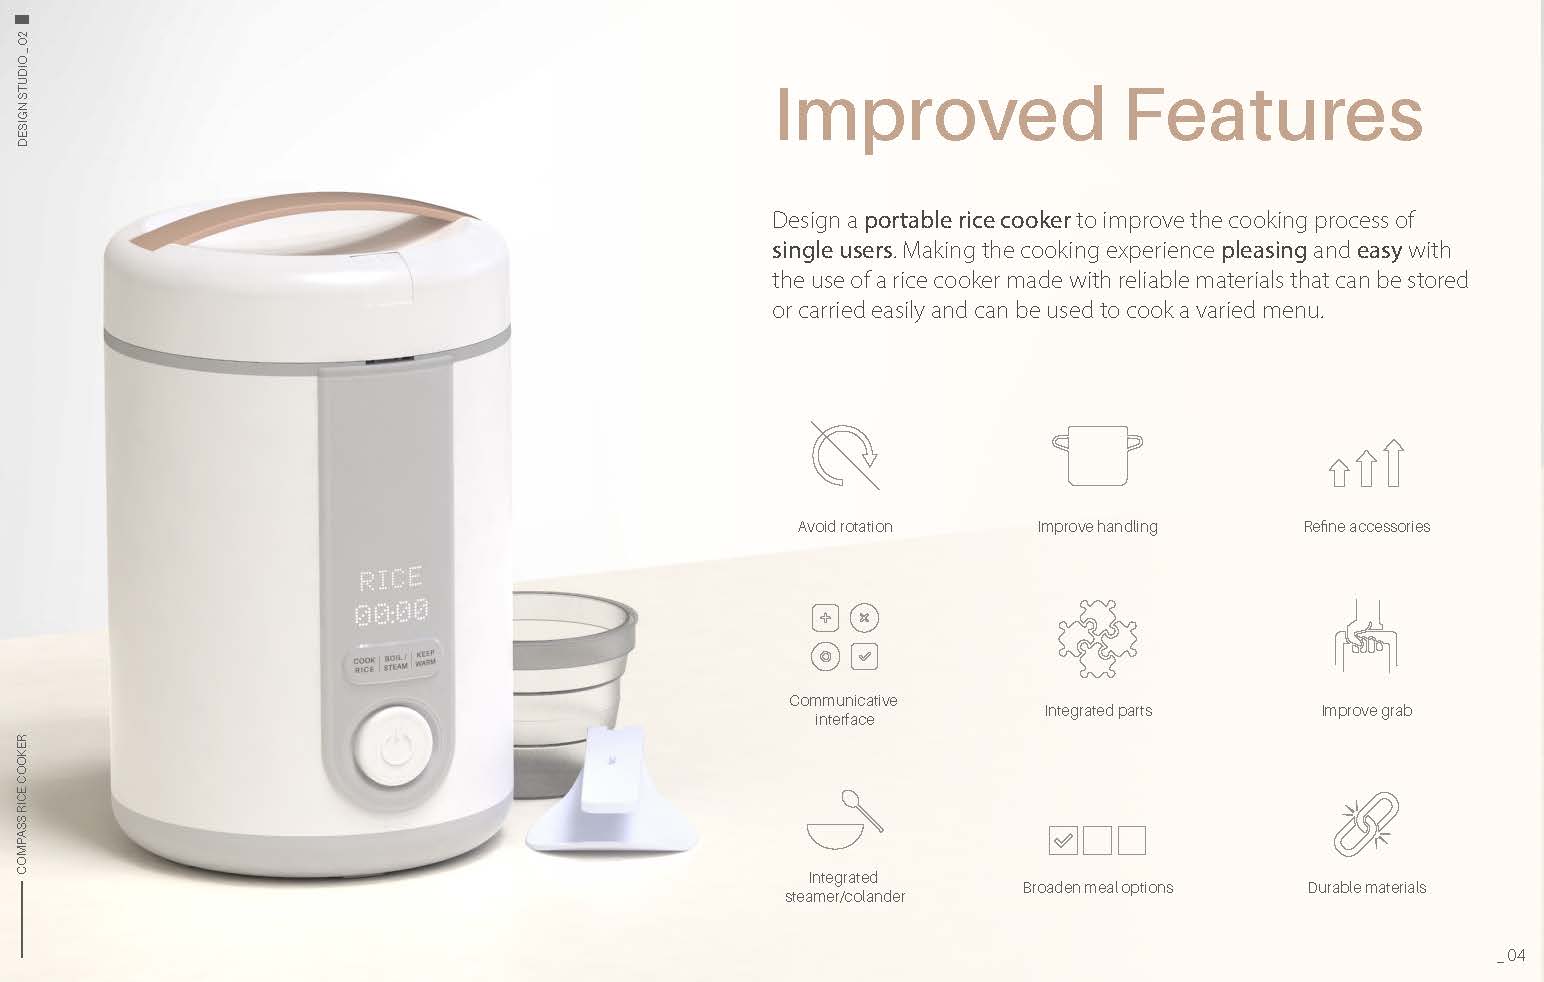 DESIGN STUDIO_02
Improved Features
Design a portable rice cooker to improve the cooking process of
single users. Making the cooking experience pleasing and easy with
the use of a rice cooker made with reliable materials that can be stored
or carried easily and can be used to cook a varied menu.
Avoid rotation
Improve handling
Refine accessories
Communicative
interface
Integrated parts
Improve grab
Integrated
steamer/colander
Broaden meal options
Durable materials
RICE
00:00
COOK
RICE
BOIL/
STEAM
KEEP
WARM
COMPASS RICE COOKER
_04